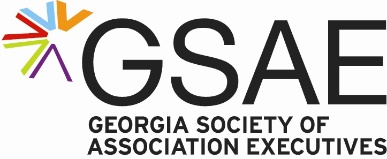 GSAE
GEORGIA SOCIETY OF
ASSOCIATION EXECUTIVES